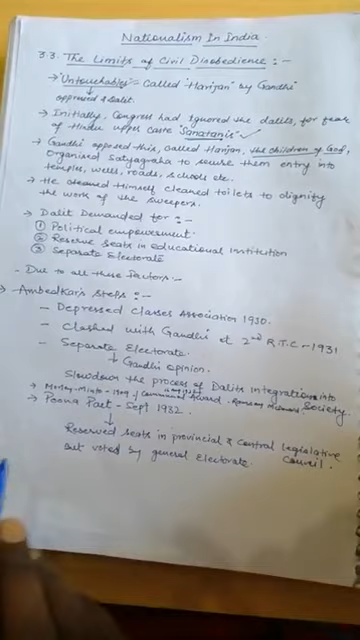 Nationalism In India.
3.3. The Limits of Civil Disobedience :-
→ 'Untouchables' = called "Harijan" by Gandhi
↓
oppressed & Dalit.
→ Initially, Congress had ignored the dalits, for fear
of Hindu upper caste 'Sanatanis' ✓
→ Gandhi opposed this, called Harijan, the children of God,
organised Satyagraha to secure them entry into
temples, wells, roads, schools etc.
→ He Himself cleaned toilets to dignify
the work of the sweepers.
→ Dalit Demanded for :-
① Political empowerment.
② Reserve seats in Educational Institution
③ Separate Electorate
- Due to all these factors.-
→ Ambedkar's steps :-
- Depressed Classes Association 1930.
- Clashed with Gandhi at 2nd R.T.C - 1931
- Separate Electorate.
↓ Gandhi opinion.
Slowdown the process of Dalits integration into
Society.
→ Morley-Minto - 1909 / Communal Award -
→ Poona Pact - Sept 1932.
↓
Reserved seats in provincial & central legislative
Council.
but voted by general Electorate.